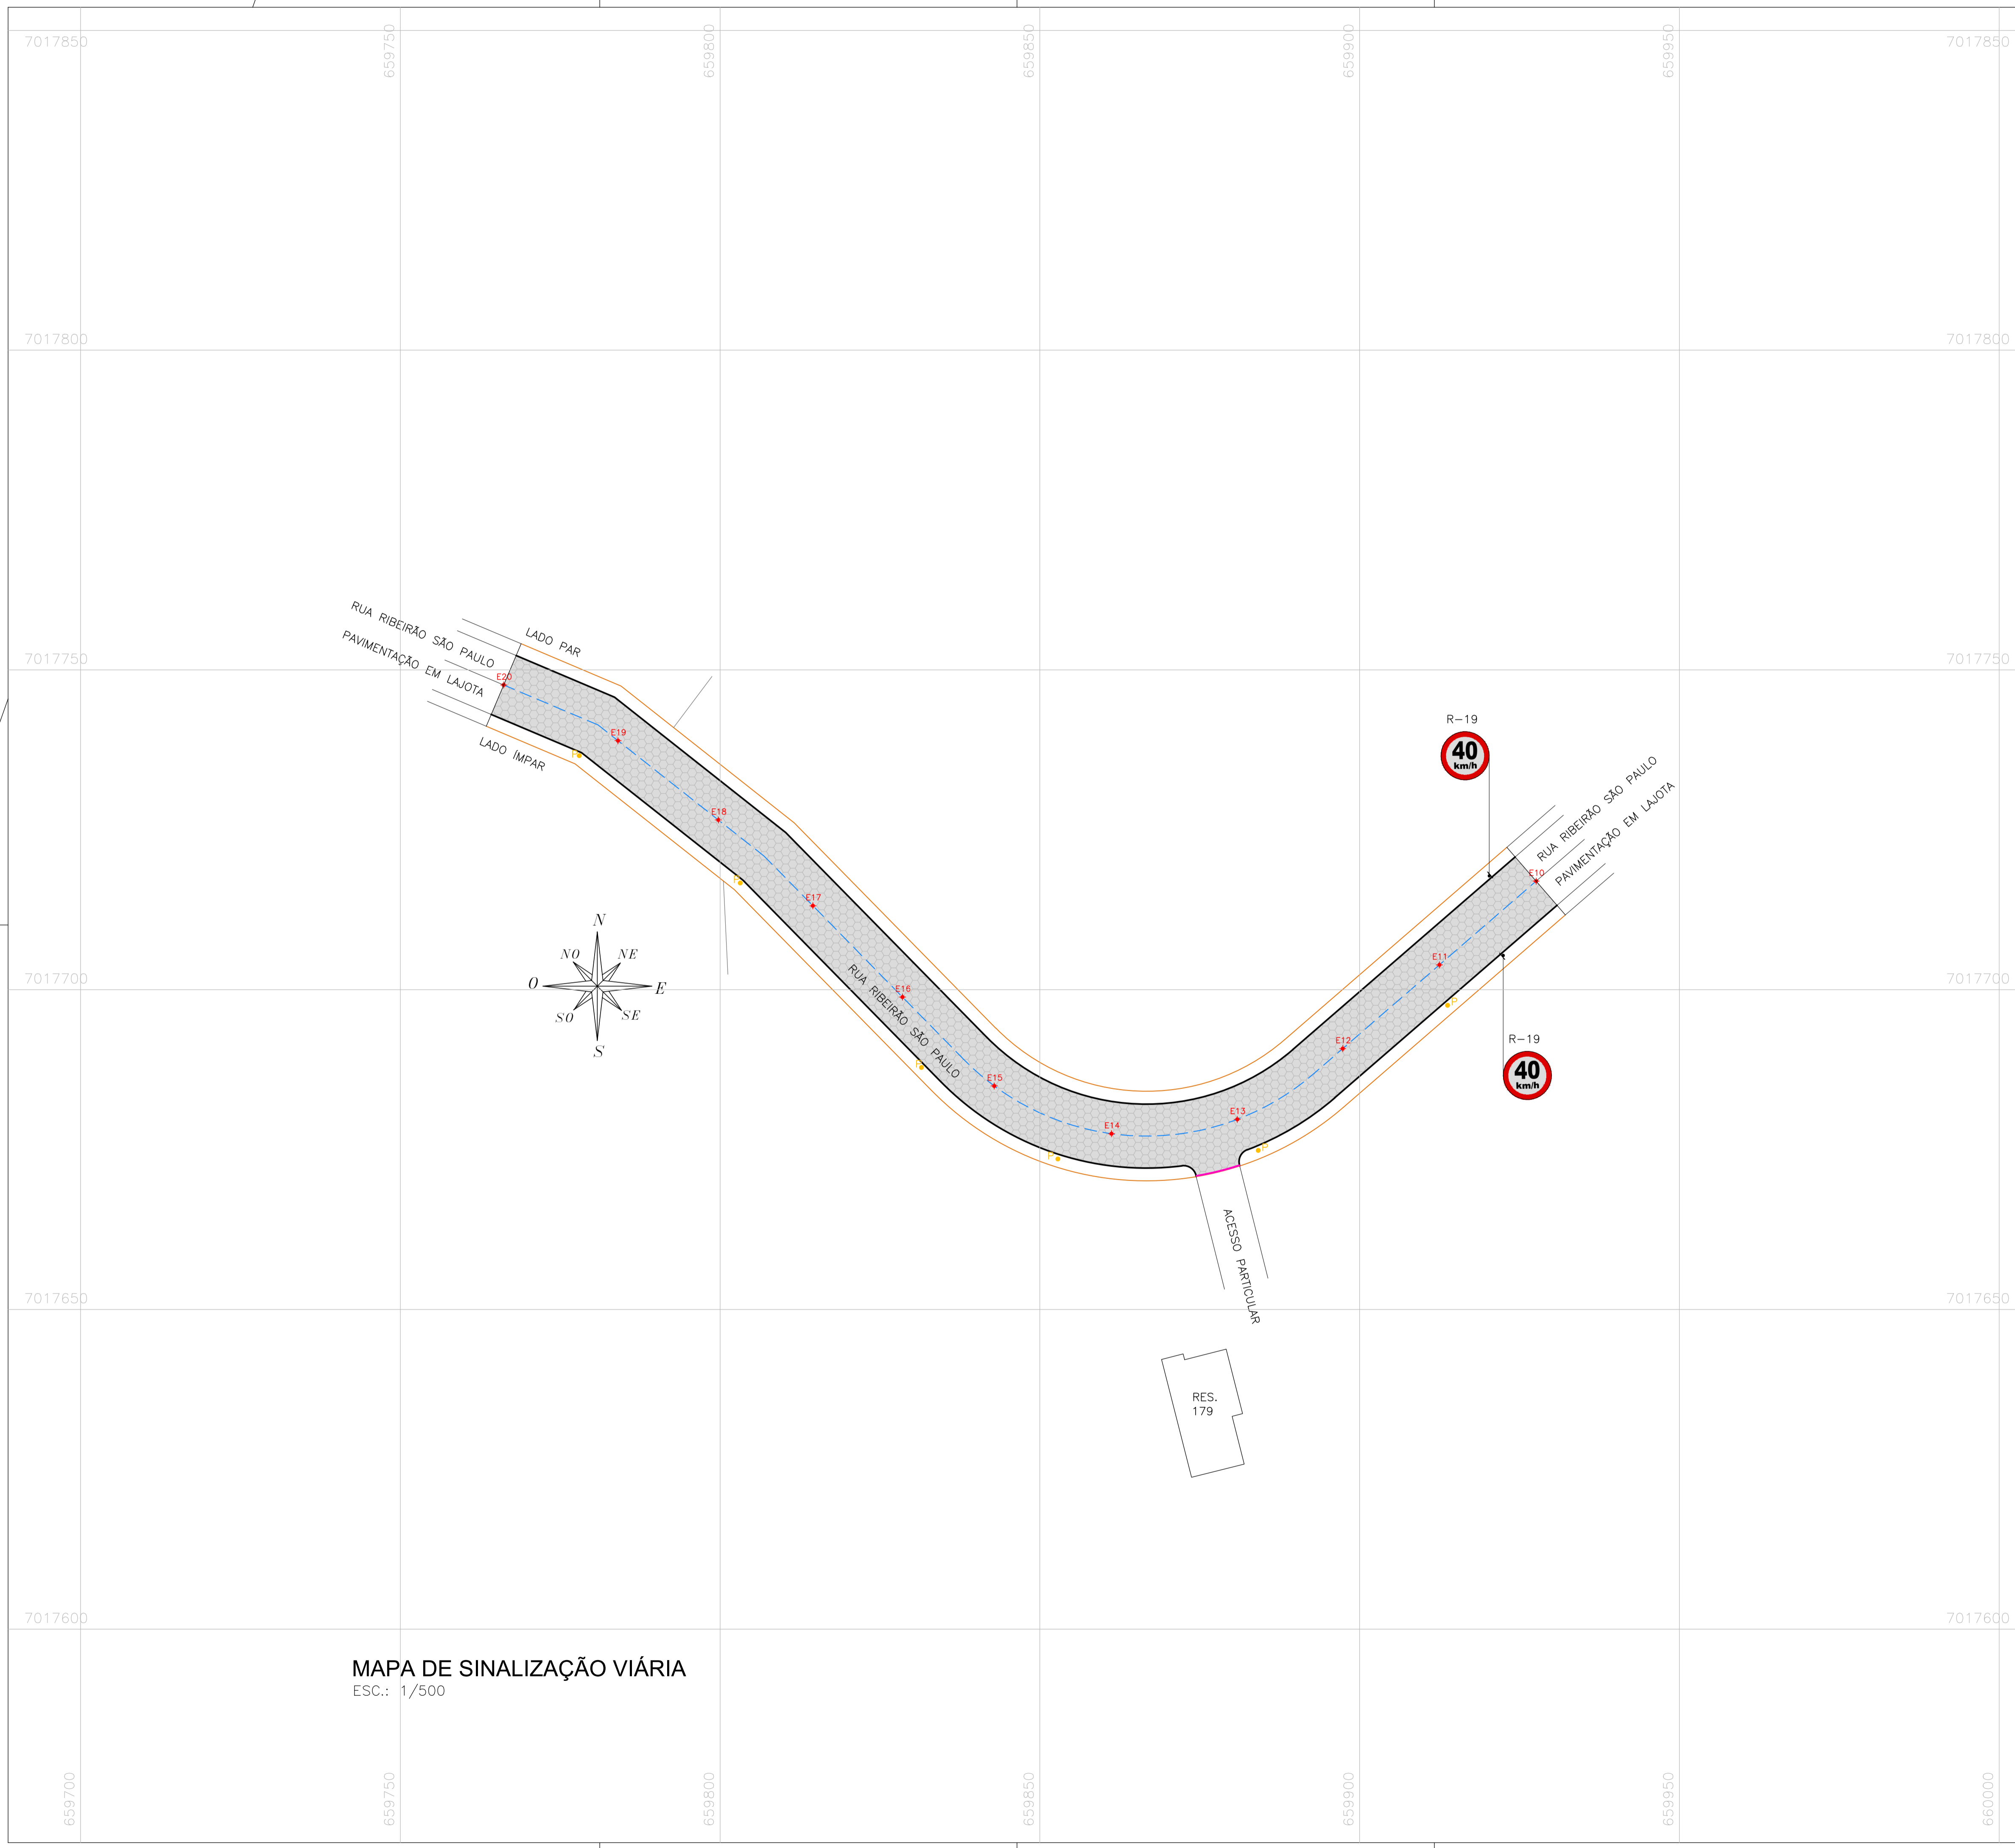 7017850
659750
659800
659850
659900
659950
7017850
7017800
7017800
RUA RIBEIRÃO SÃO PAULO
PAVIMENTAÇÃO EM LAJOTA
LADO PAR
7017750
7017750
E20
LADO ÍMPAR
P
E19
E18
P
E17
R-19
40
km/h
RUA RIBEIRÃO SÃO PAULO
PAVIMENTAÇÃO EM LAJOTA
E10
E11
P
N
NO
NE
O
E
SO
SE
S
7017700
7017700
E16
RUA RIBEIRÃO SÃO PAULO
P
E15
E12
R-19
40
km/h
E14
E13
P
P
ACESSO PARTICULAR
7017650
7017650
RES.
179
7017600
7017600
MAPA DE SINALIZAÇÃO VIÁRIA
ESC.: 1/500
659700
659750
659800
659850
659900
659950
660000